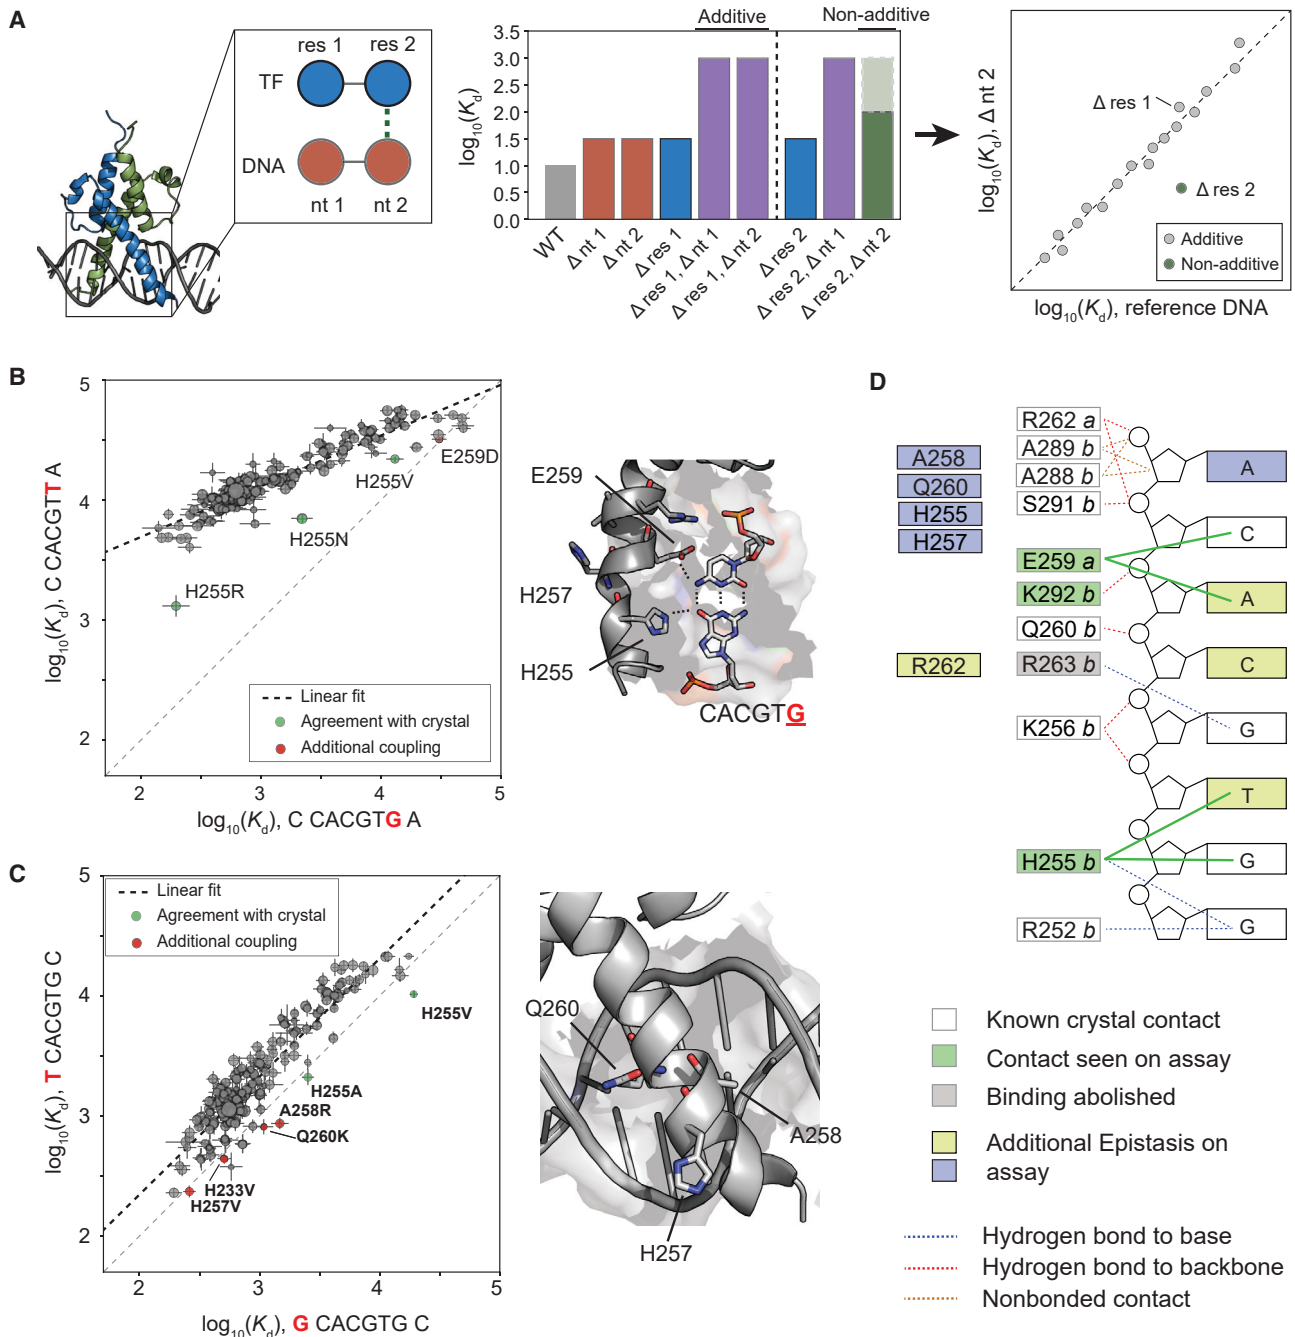 A
res 1 res 2
TF
DNA
nt 1 nt 2
Additive
Non-additive
log10(Kd)
3.5
3.0
2.5
2.0
1.5
1.0
0.5
0.0
WT
Δ nt 1
Δ nt 2
Δ res 1
Δ res 1, Δ nt 1
Δ res 1, Δ nt 2
Δ res 2
Δ res 2, Δ nt 1
Δ res 2, Δ nt 2
log10(Kd), Δ nt 2
Δ res 1
Δ res 2
Additive
Non-additive
log10(Kd), reference DNA
B
log10(Kd), C CACGTT A
5
4
3
2
E259D
H255V
H255N
H255R
Linear fit
Agreement with crystal
Additional coupling
2 3 4 5
log10(Kd), C CACGTG A
E259
H257
H255
CACGTG
C
log10(Kd), T CACGTG C
5
4
3
2
Linear fit
Agreement with crystal
Additional coupling
H255V
H255A
A258R
Q260K
H233V
H257V
2 3 4 5
log10(Kd), G CACGTG C
Q260
A258
H257
D
A258
Q260
H255
H257
R262
R262 a
A289 b
A288 b
S291 b
E259 a
K292 b
Q260 b
R263 b
K256 b
H255 b
R252 b
A
C
A
C
G
T
G
G
Known crystal contact
Contact seen on assay
Binding abolished
Additional Epistasis on
assay
Hydrogen bond to base
Hydrogen bond to backbone
Nonbonded contact